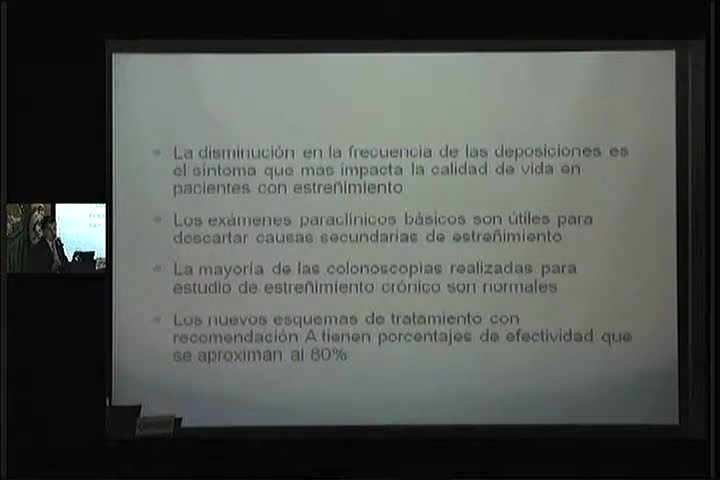 La disminución en la frecuencia de las deposiciones es
el síntoma que mas impacta la calidad de vida en
pacientes con estreñimiento
Los exámenes paraclínicos básicos son útiles para
descartar causas secundarias de estreñimiento
La mayoría de las colonoscopias realizadas para
estudio de estreñimiento crónico son normales
Los nuevos esquemas de tratamiento con
recomendación A tienen porcentajes de efectividad que
se aproximan al 80%